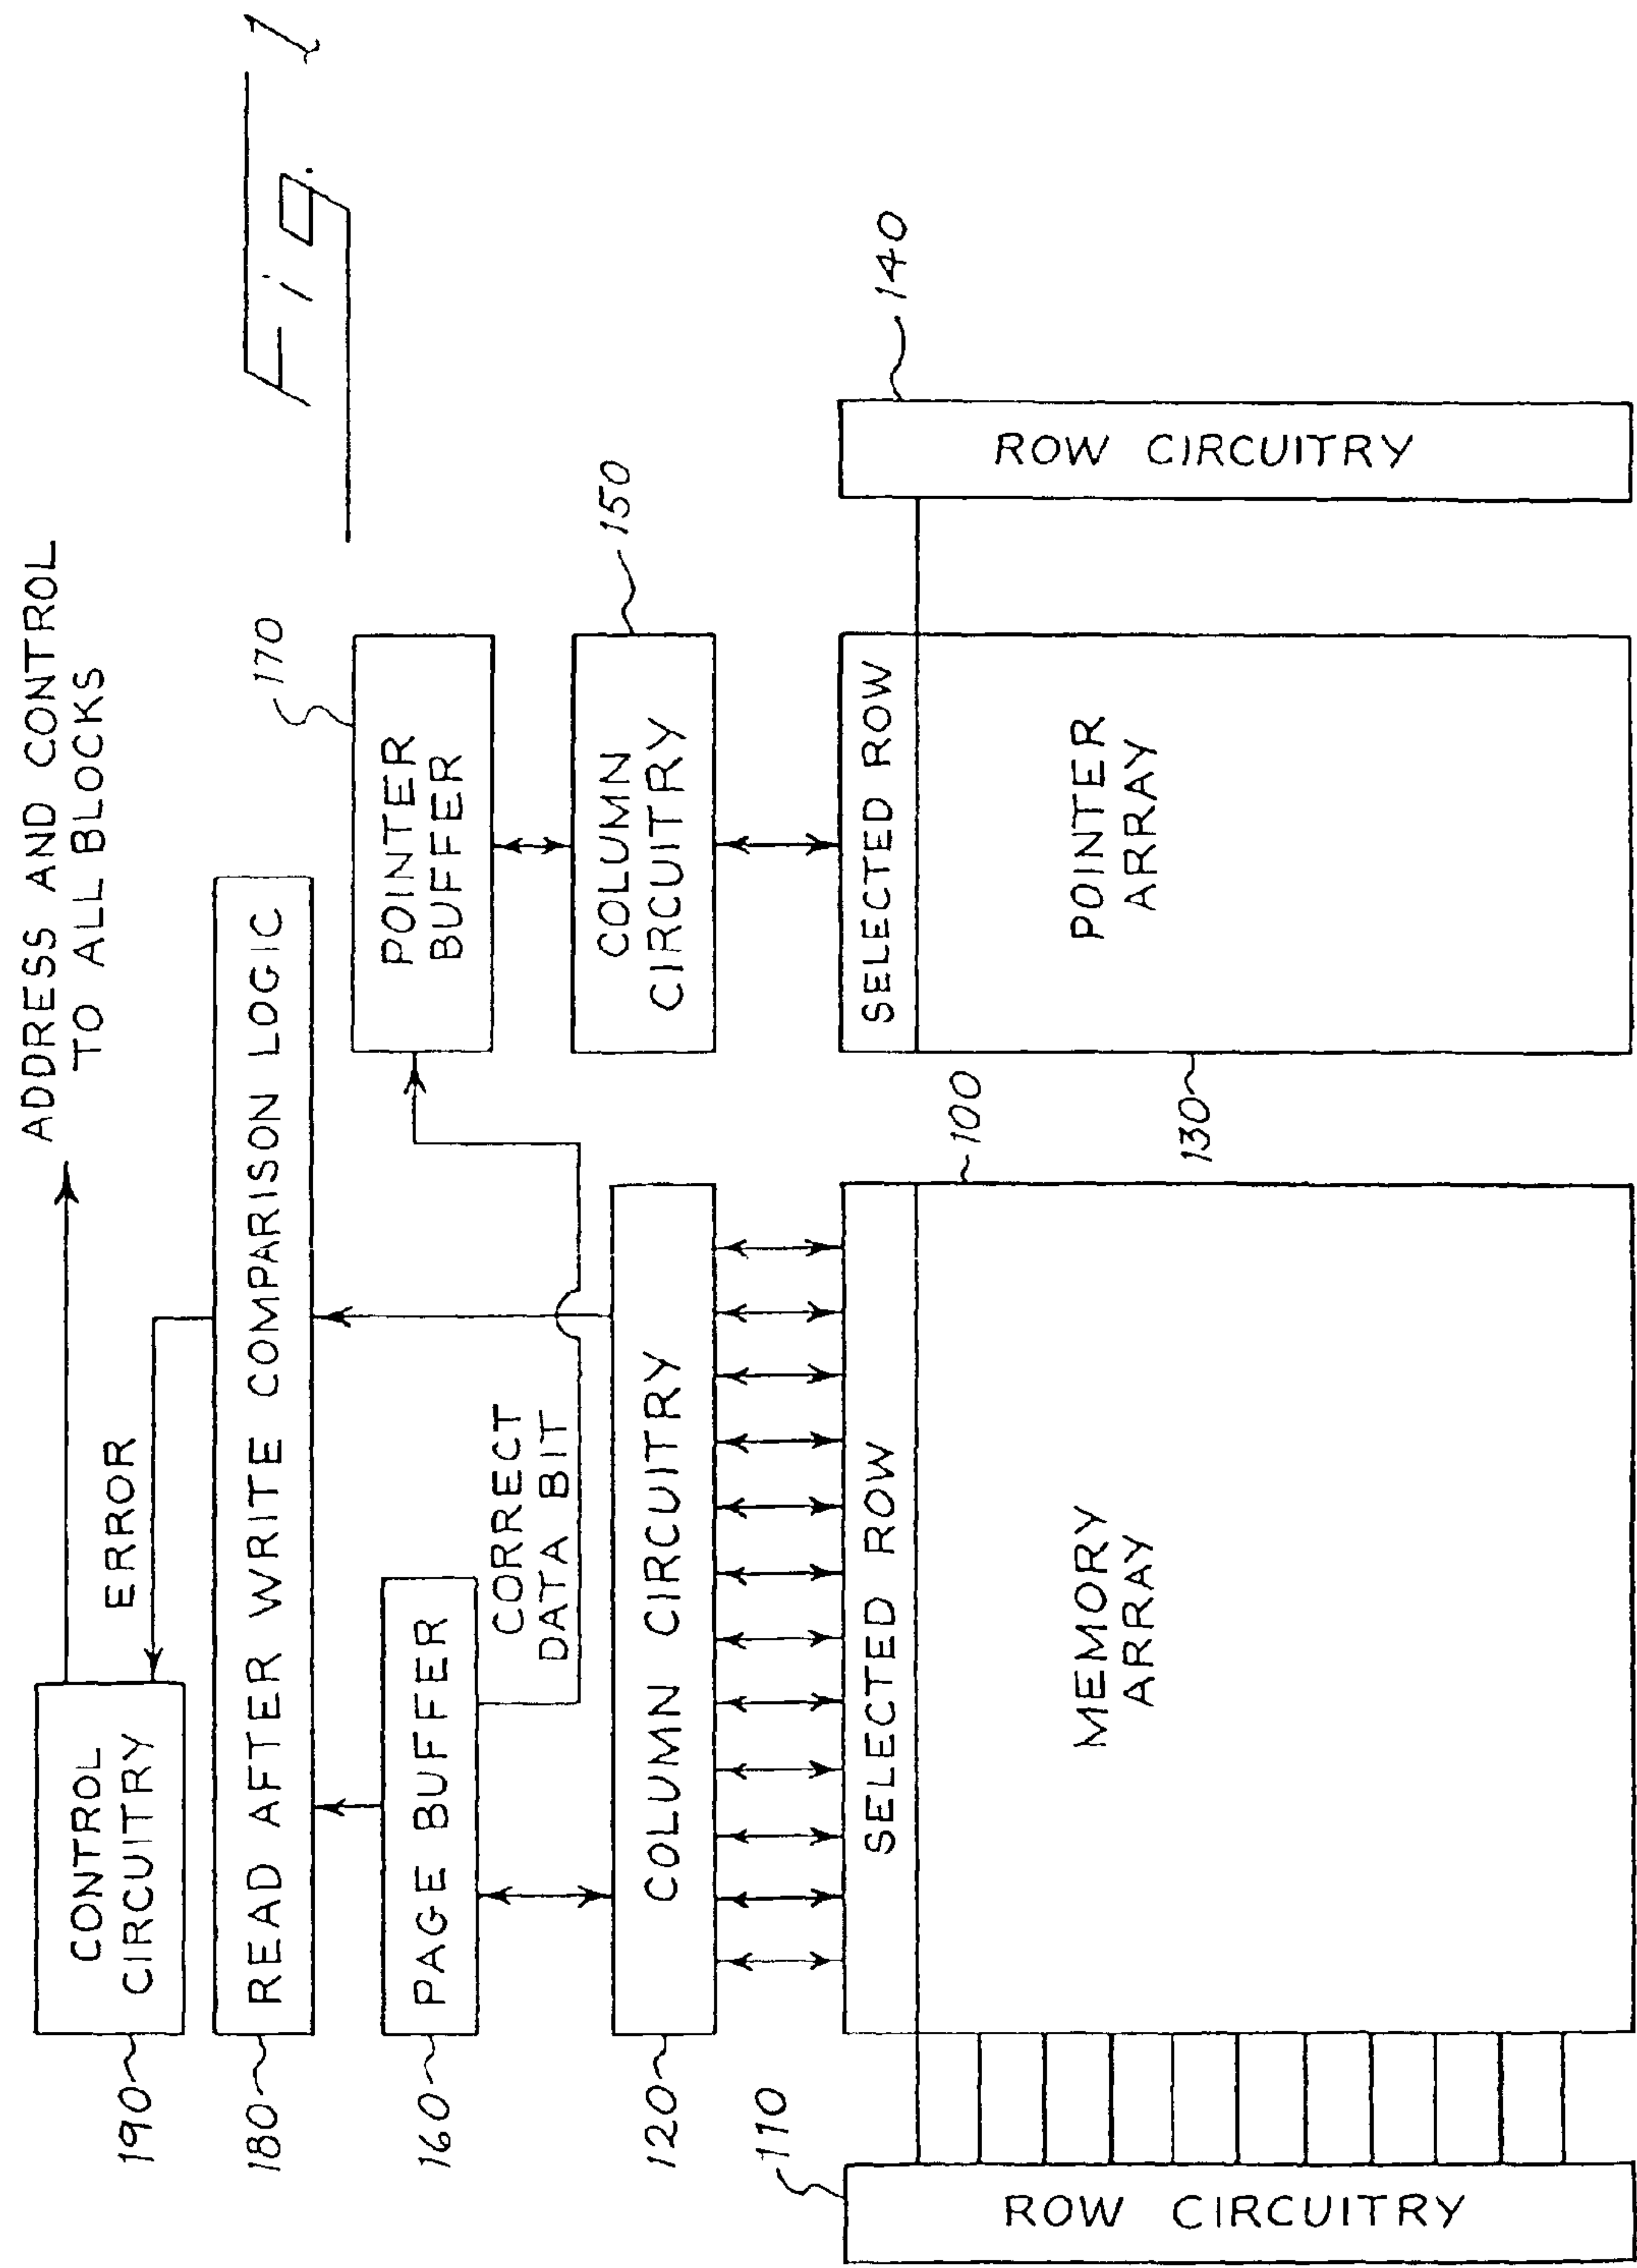 ADDRESS AND CONTROL
TO ALL BLOCKS
Fig. 1
CONTROL
CIRCUITRY
190
ERROR
READ AFTER WRITE COMPARISON LOGIC
180
PAGE BUFFER
160
CORRECT
DATA BIT
POINTER
BUFFER
170
COLUMN CIRCUITRY
120
COLUMN
CIRCUITRY
150
110
ROW CIRCUITRY
SELECTED ROW
MEMORY
ARRAY
100
SELECTED ROW
POINTER
ARRAY
130
ROW CIRCUITRY
140